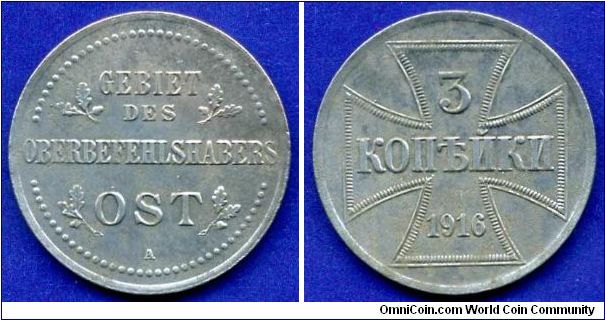 GEBIET
DES
OBERBEFEHLSHABERS
OST
A
3
КОПѢЙКИ
1916
OmniCoin.com World Coin Community